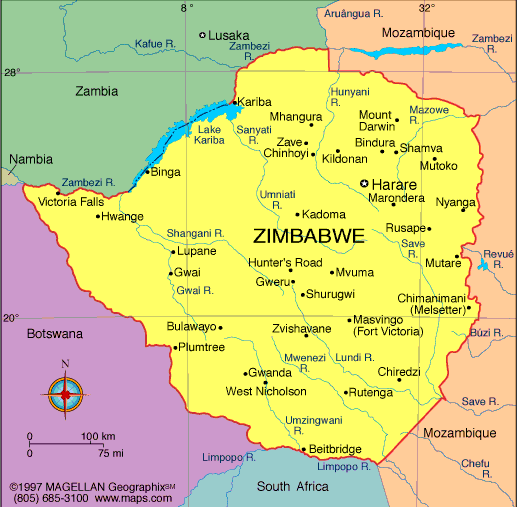 8
32
Aruângua R.
Lusaka
Mozambique
Kafue R.
Zambezi
R.
Zambezi
R.
28
Hunyani
R.
Zambia
Kariba
Mhangura
Mount
Darwin
Mazowe
R.
Lake
Kariba
Sanyati
R.
Zave
Chinhoyi
Kildonan
Bindura
Shamva
Mutoko
Nambia
Binga
Zambezi R.
Harare
Victoria Falls
Umniati
R.
Marondera
Nyanga
Hwange
Kadoma
Shangani R.
ZIMBABWE
Rusape
Save
R.
Lupane
Hunter's Road
Mutare
Revué
R.
Gwai
Mvuma
Gwai R.
Gweru
Shurugwi
Chimanimani
(Melsetter)
20
Bulawayo
Zvishavane
Masvingo
(Fort Victoria)
Búzi R.
Botswana
Plumtree
Mwenezi
R.
Lundi R.
N
Gwanda
Chiredzi
West Nicholson
Rutenga
Save R.
Umzingwani
R.
0 100 km
0 75 mi
Mozambique
Beitbridge
Limpopo R.
Limpopo R.
Chefu
R.
©1997 MAGELLAN Geographix℠
(805) 685-3100 www.maps.com
South Africa